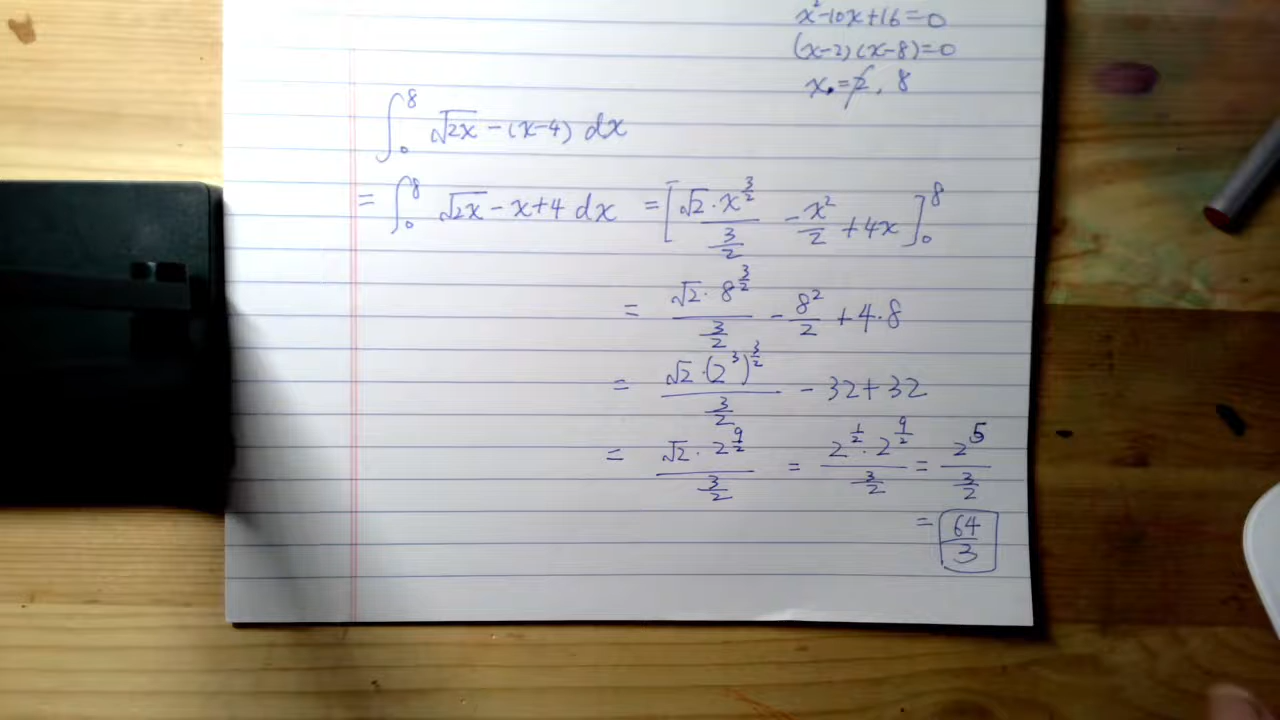 x²-10x+16=0
(x-2)(x-8)=0
x=2, 8
∫₀⁸ √2x -(x-4) dx
= ∫₀⁸ √2x - x+4 dx = [√2·x^(3/2)/(3/2) - x²/2 + 4x]₀⁸
= √2·8^(3/2)/(3/2) - 8²/2 + 4·8
= √2·(2³)^(3/2)/(3/2) - 32+32
= √2·2^(9/2)/(3/2) = 2^(1/2)·2^(9/2)/(3/2) = 2^5/(3/2)
= 64/3